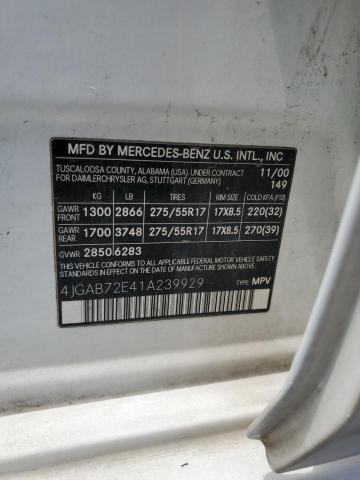 MFD BY MERCEDES-BENZ U.S. INTL., INC
TUSCALOOSA COUNTY, ALABAMA (USA) UNDER CONTRACT 11/00
FOR DAIMLERCHRYSLER AG, STUTTGART (GERMANY) 149
KG LB TIRES RIM SIZE COLD KPA (PSI)
GAWR FRONT 1300 2866 275/55R17 17X8.5 220(32)
GAWR REAR 1700 3748 275/55R17 17X8.5 270(39)
GVWR 2850 6283
THIS VEHICLE CONFORMS TO ALL APPLICABLE U.S.
FEDERAL MOTOR VEHICLE SAFETY STANDARDS IN
EFFECT ON THE DATE OF MANUFACTURE SHOWN ABOVE.
4JGAB72E41A239929 TYPE: MPV